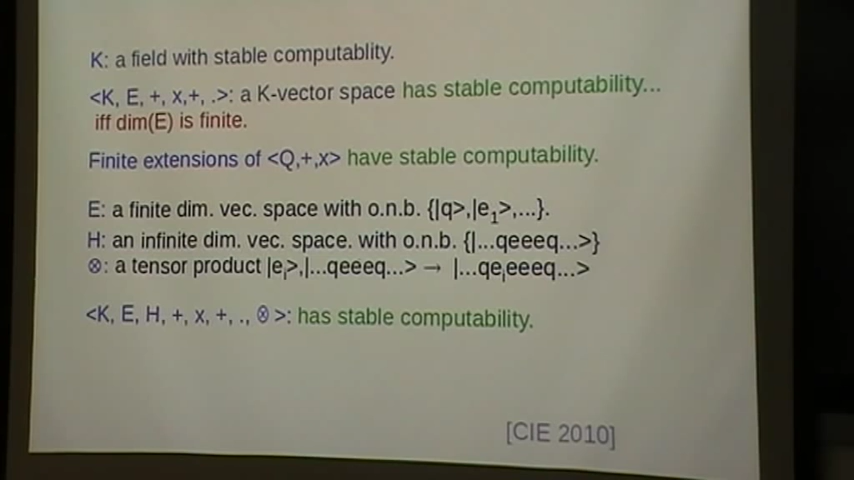 K: a field with stable computablity.
<K, E, +, x,+, .>: a K-vector space has stable computability...
iff dim(E) is finite.
Finite extensions of <Q,+,x> have stable computability.
E: a finite dim. vec. space with o.n.b. {|q>,|e₁>,...}.
H: an infinite dim. vec. space. with o.n.b. {|...qeeeq...>}
⊗: a tensor product |eᵢ>,|...qeeeq...> → |...qeᵢeeeq...>
<K, E, H, +, x, +, ., ⊗ >: has stable computability.
[CIE 2010]